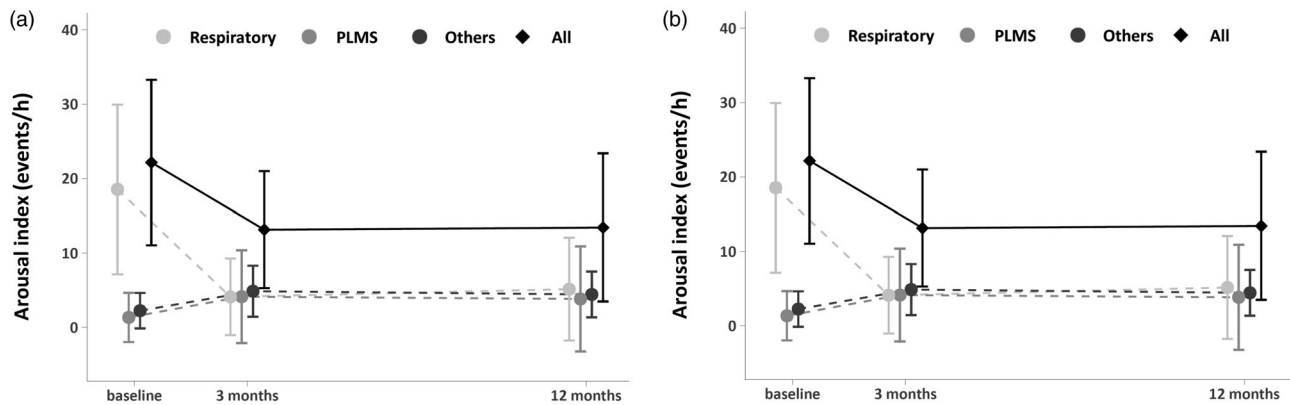 (a)
Respiratory PLMS Others All
Arousal index (events/h)
40
30
20
10
0
baseline 3 months 12 months
(b)
Respiratory PLMS Others All
Arousal index (events/h)
40
30
20
10
0
baseline 3 months 12 months